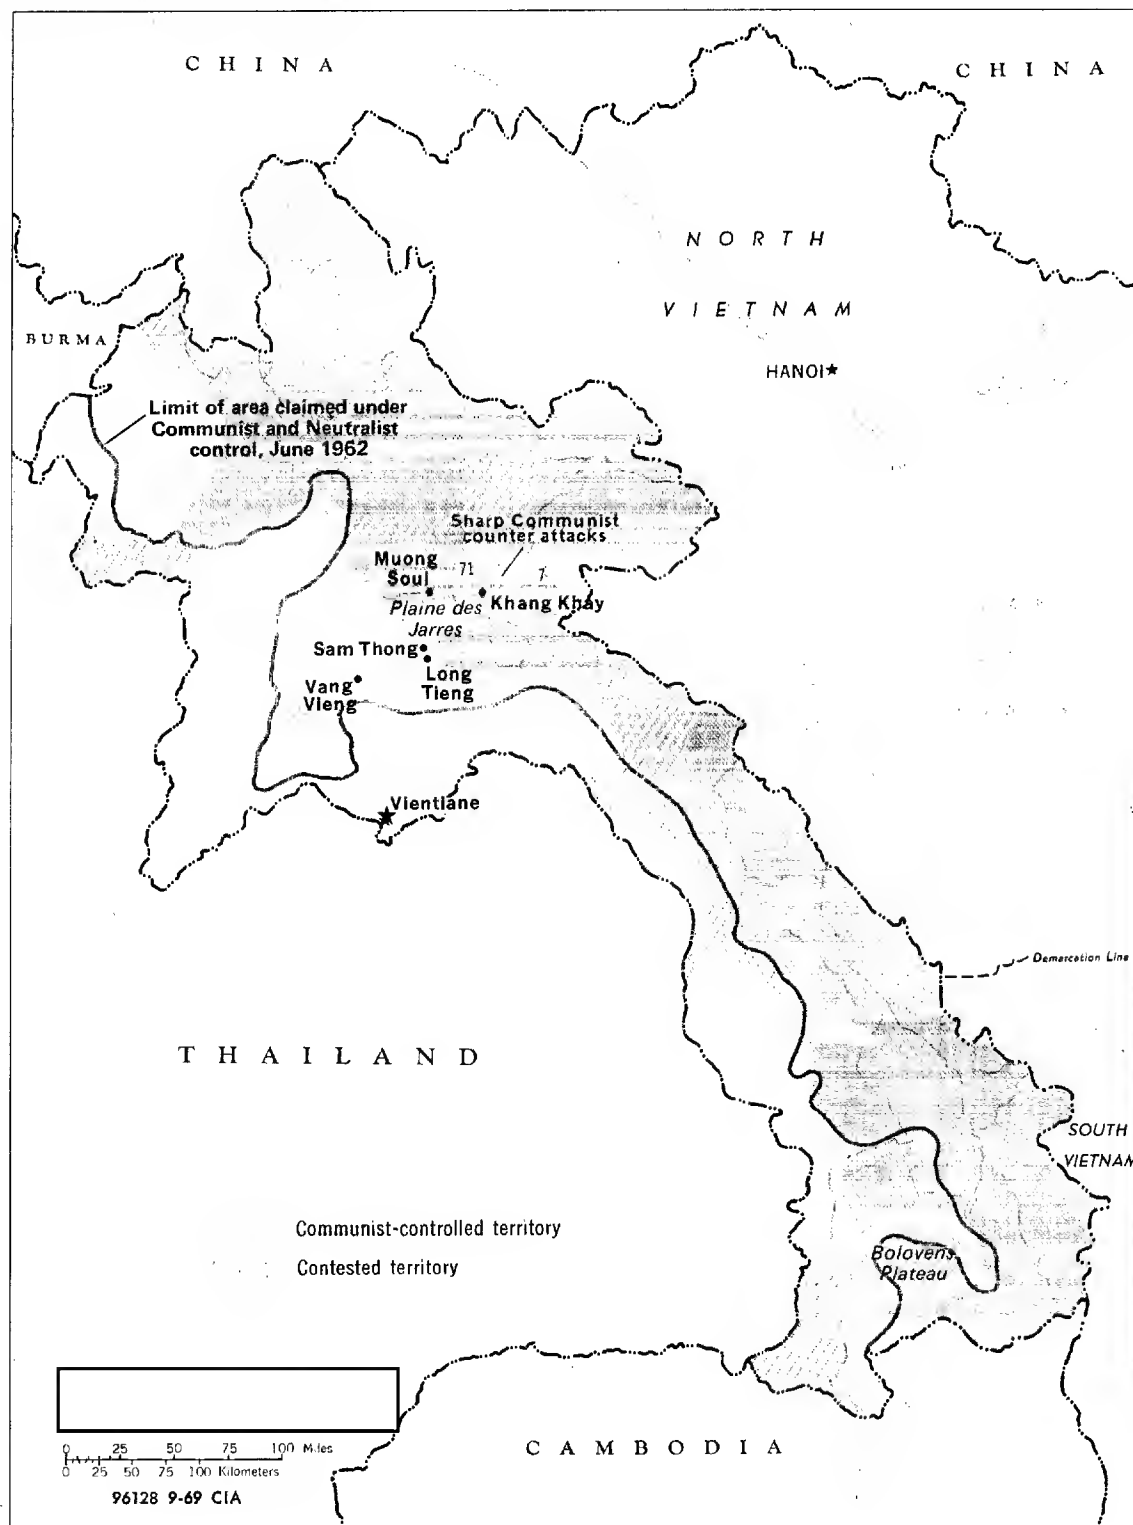 CHINA
CHINA
NORTH
VIETNAM
BURMA
HANOI
Limit of area claimed under
Communist and Neutralist
control, June 1962
Sharp Communist
counter attacks
Muong
Soui
71
7
Plaine des
Jarres
Khang Khay
Sam Thong
Long
Tieng
Vang
Vieng
Vientiane
Demarcation Line
THAILAND
SOUTH
VIETNAM
Communist-controlled territory
Contested territory
Bolovens
Plateau
0 25 50 75 100 Miles
0 25 50 75 100 Kilometers
CAMBODIA
96128 9-69 CIA